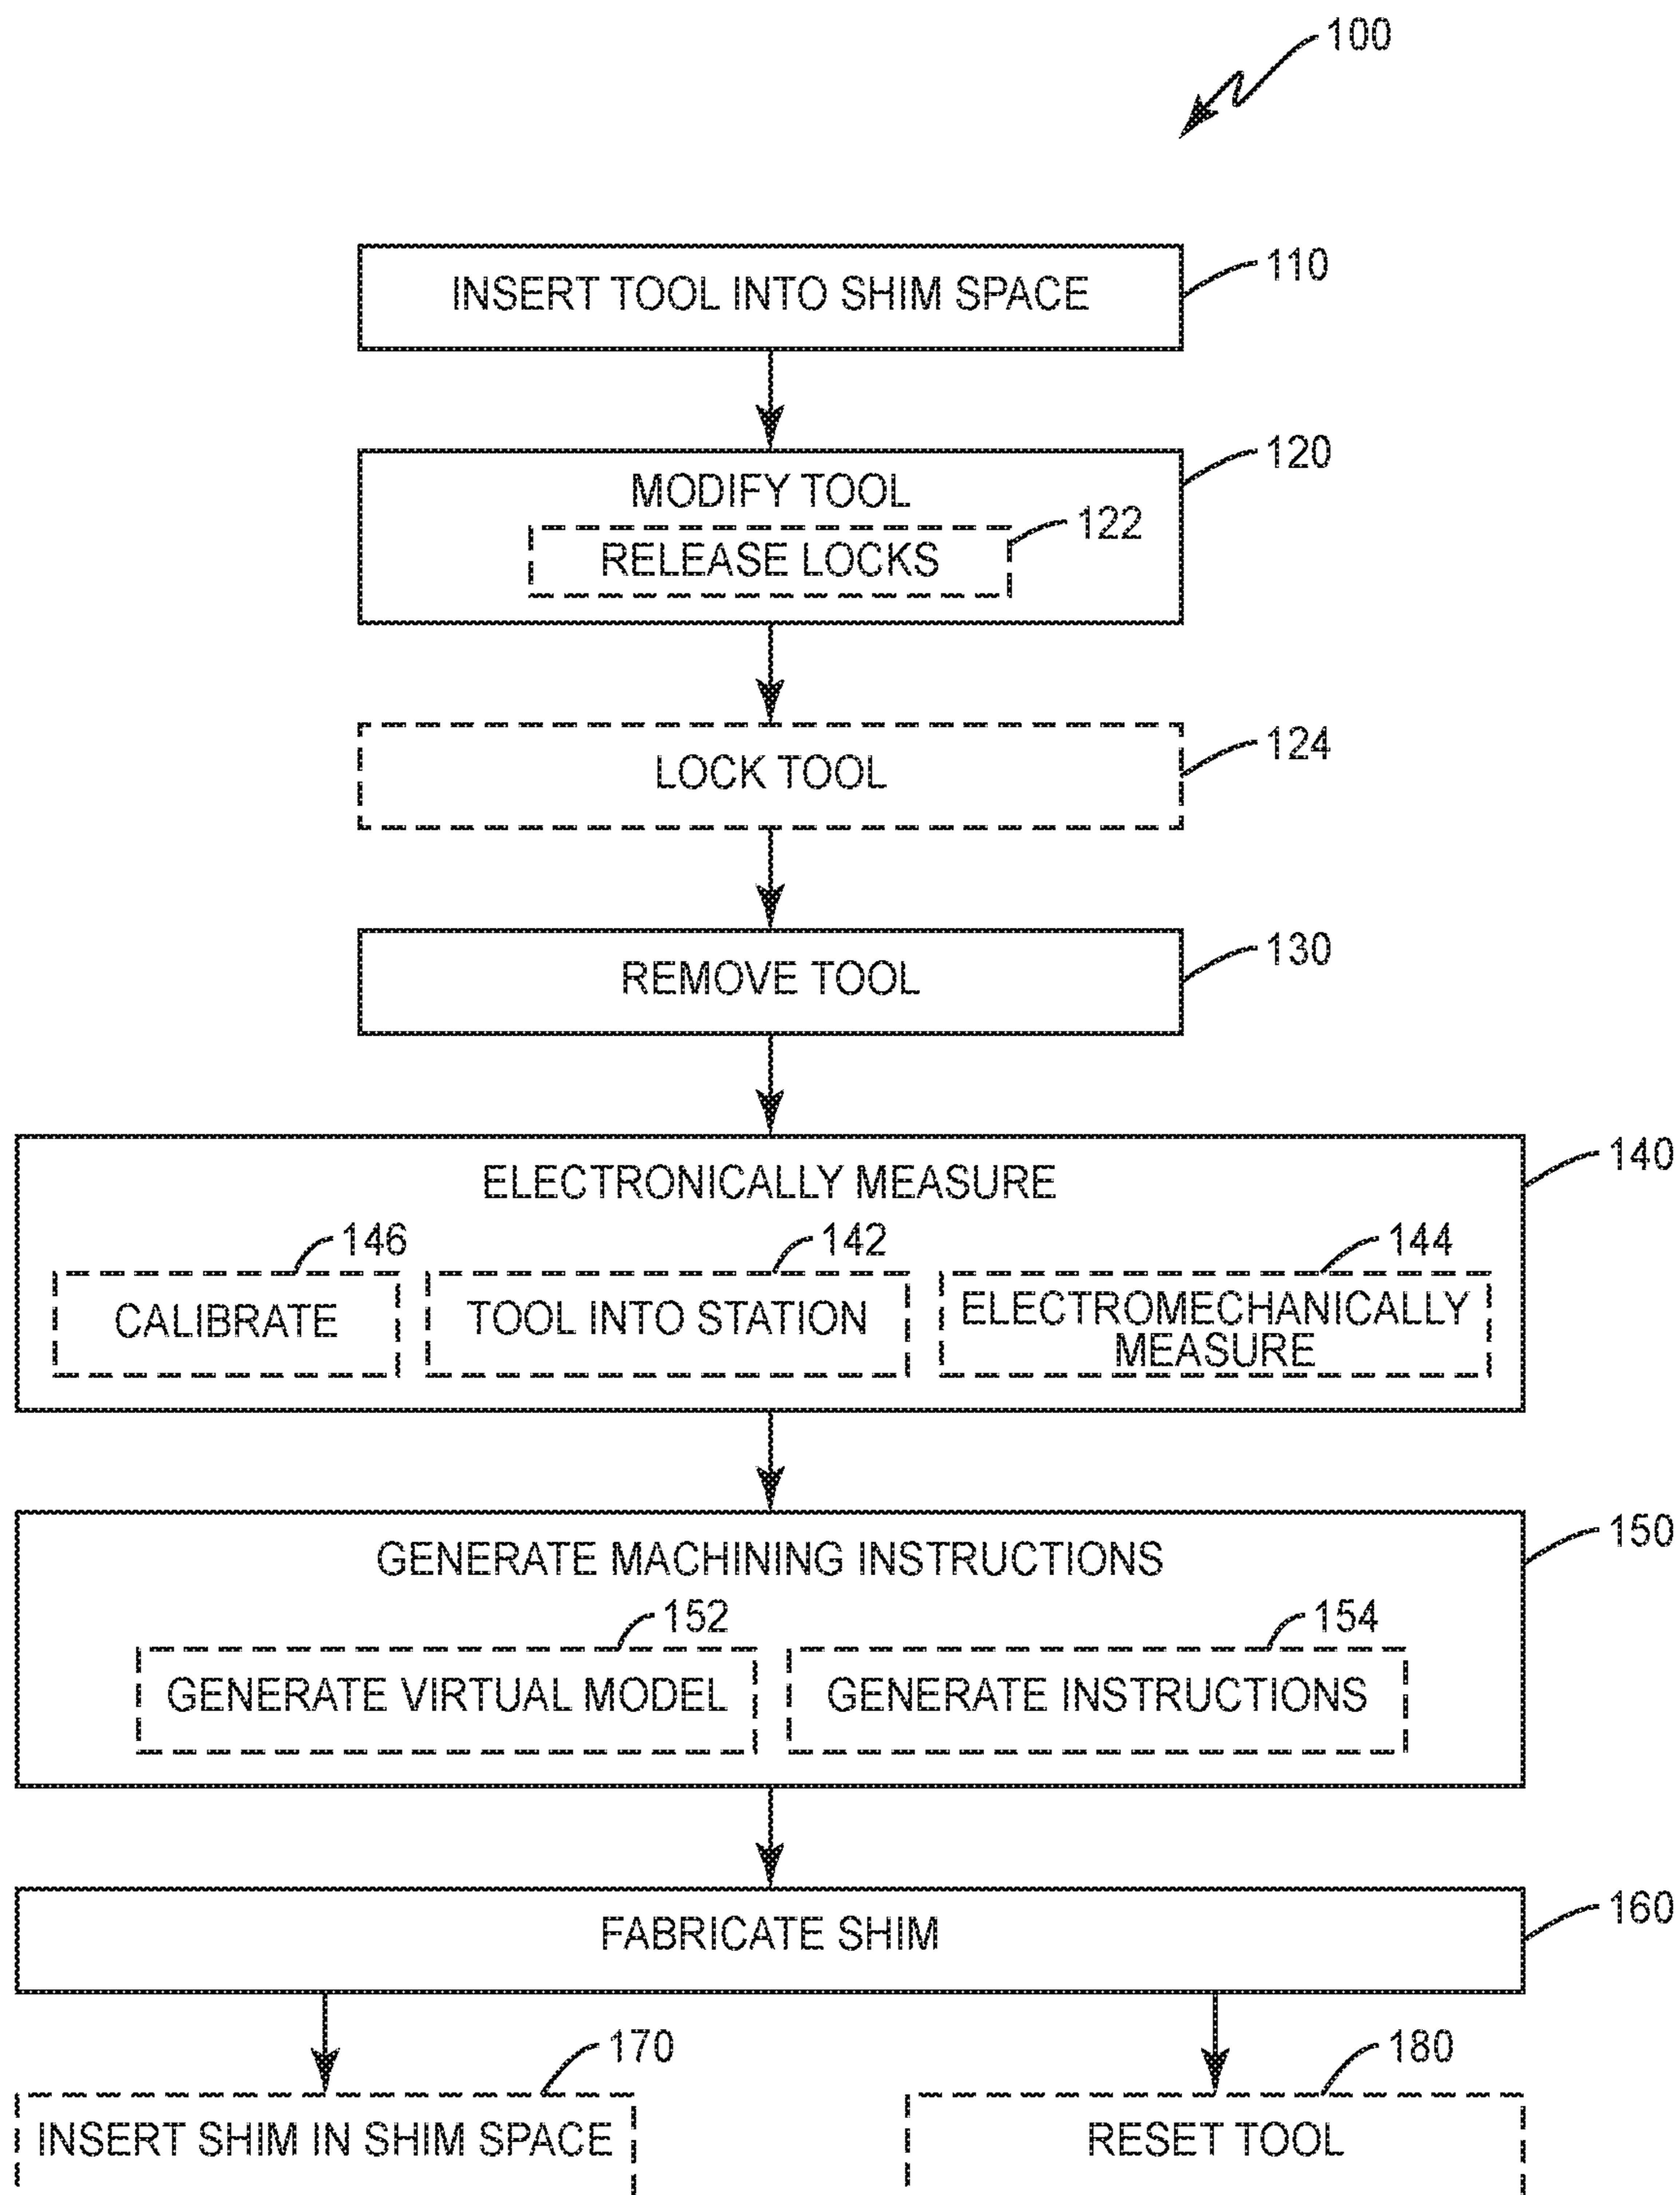 100
INSERT TOOL INTO SHIM SPACE
110
MODIFY TOOL
120
RELEASE LOCKS
122
LOCK TOOL
124
REMOVE TOOL
130
ELECTRONICALLY MEASURE
140
146
142
144
CALIBRATE
TOOL INTO STATION
ELECTROMECHANICALLY
MEASURE
GENERATE MACHINING INSTRUCTIONS
150
152
154
GENERATE VIRTUAL MODEL
GENERATE INSTRUCTIONS
FABRICATE SHIM
160
170
180
INSERT SHIM IN SHIM SPACE
RESET TOOL